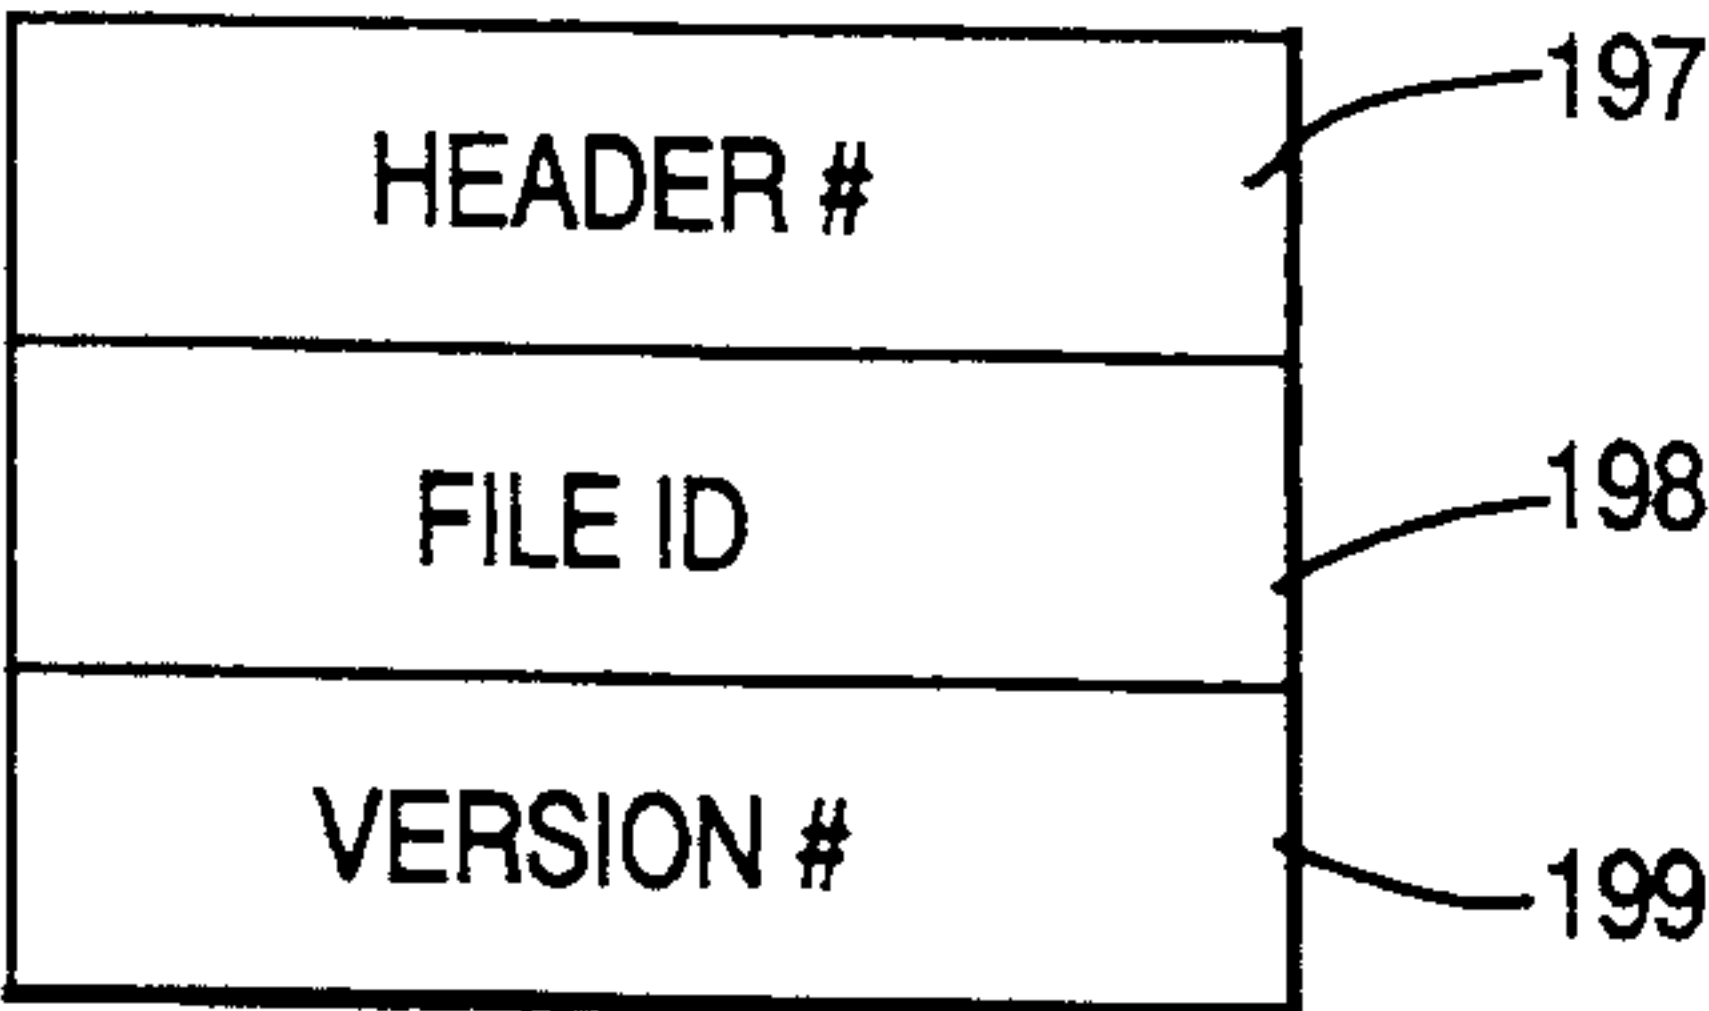 HEADER #
197
FILE ID
198
VERSION #
199